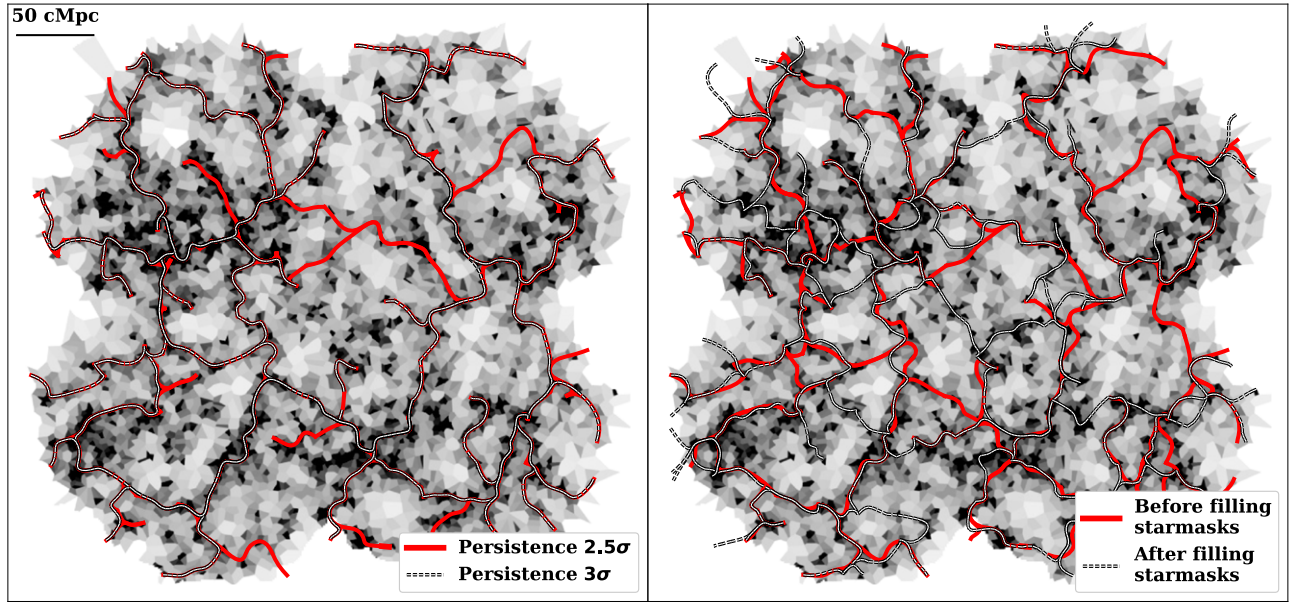 50 cMpc
Persistence 2.5σ
Persistence 3σ
Before filling
starmasks
After filling
starmasks